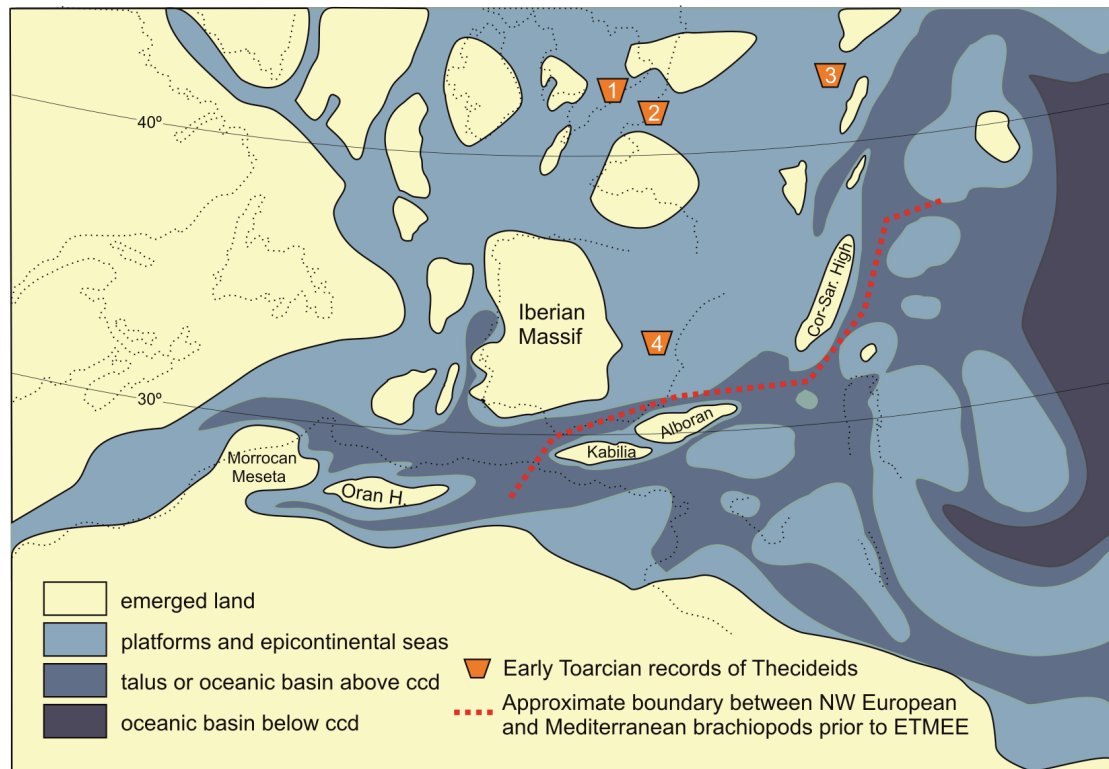 1
2
3
40º
Cor-Sar. High
Iberian
Massif
4
30º
Alboran
Kabilia
Morrocan
Meseta
Oran H.
emerged land
platforms and epicontinental seas
talus or oceanic basin above ccd
oceanic basin below ccd
Early Toarcian records of Thecideids
Approximate boundary between NW European
and Mediterranean brachiopods prior to ETMEE